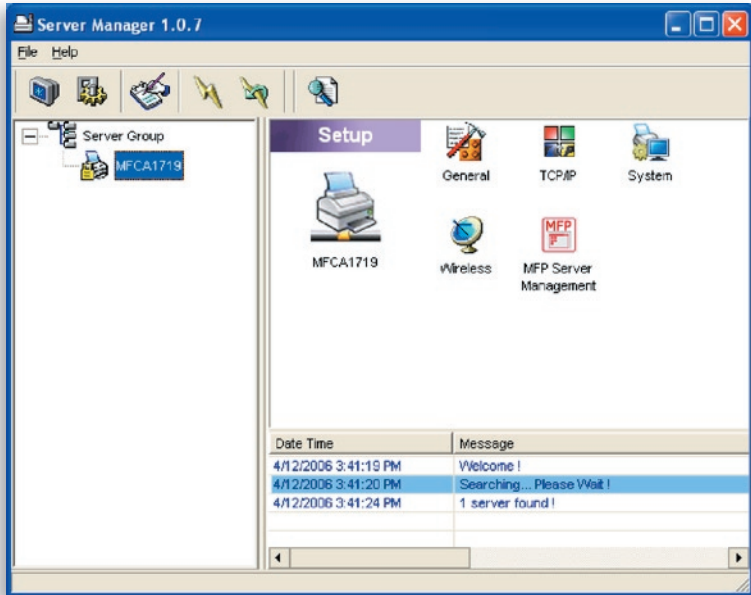 Server Manager 1.0.7
File Help
Server Group
MFCA1719
Setup
MFCA1719
General
TCP/IP
System
Wireless
MFP
MFP Server
Management
Date Time Message
4/12/2006 3:41:19 PM Welcome !
4/12/2006 3:41:20 PM Searching... Please Wait !
4/12/2006 3:41:24 PM 1 server found !